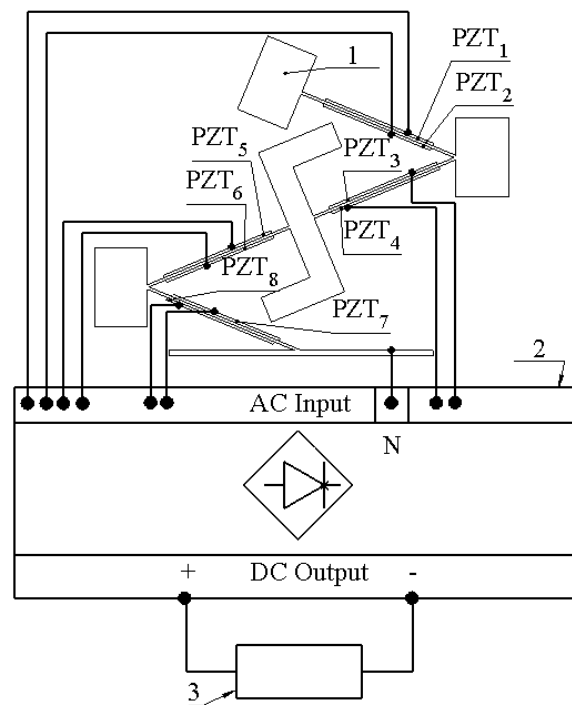 1
PZT1
PZT2
PZT5
PZT3
PZT6
PZT4
PZT8
PZT7
2
AC Input
N
+ DC Output -
3